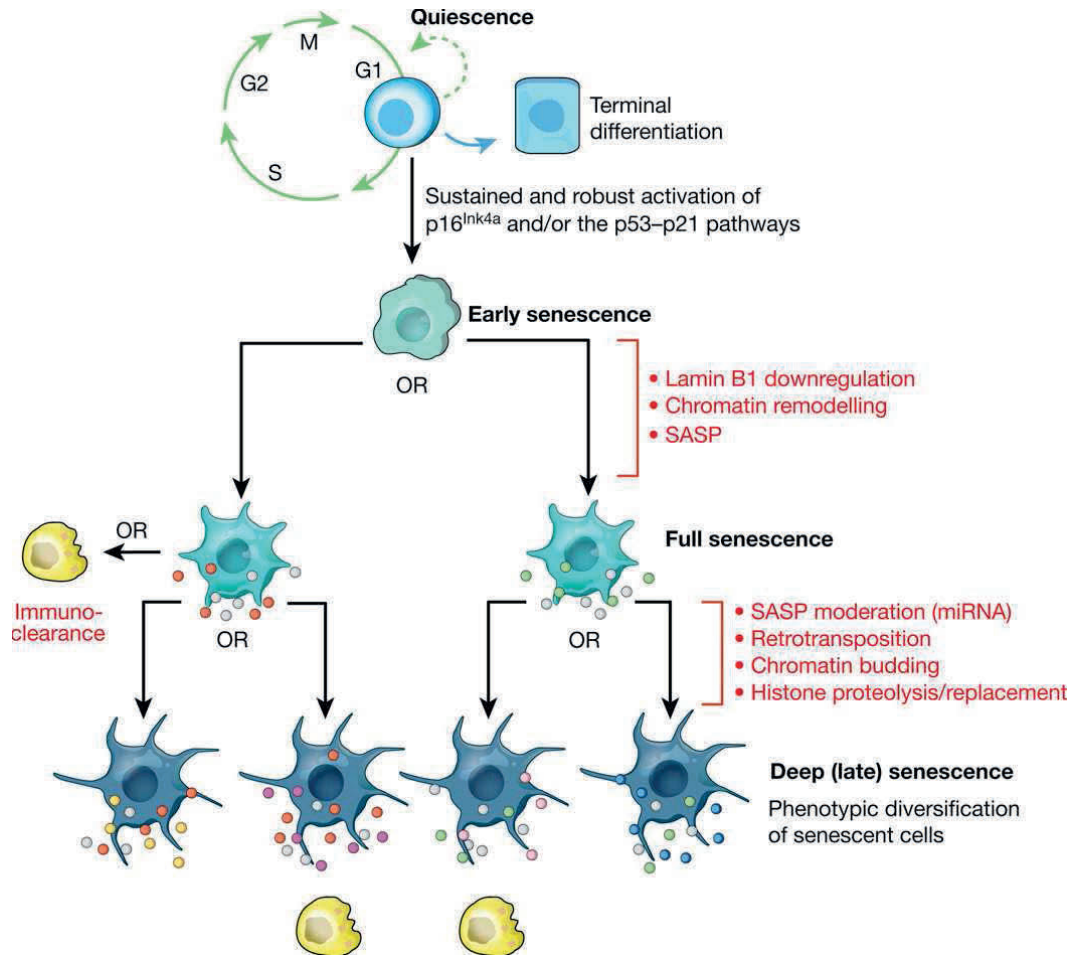 Quiescence
M
G1
G2
S
Terminal
differentiation
Sustained and robust activation of
p16Ink4a and/or the p53–p21 pathways
Early senescence
OR
• Lamin B1 downregulation
• Chromatin remodelling
• SASP
OR
Full senescence
Immuno-
clearance
OR
OR
• SASP moderation (miRNA)
• Retrotransposition
• Chromatin budding
• Histone proteolysis/replacement
Deep (late) senescence
Phenotypic diversification
of senescent cells